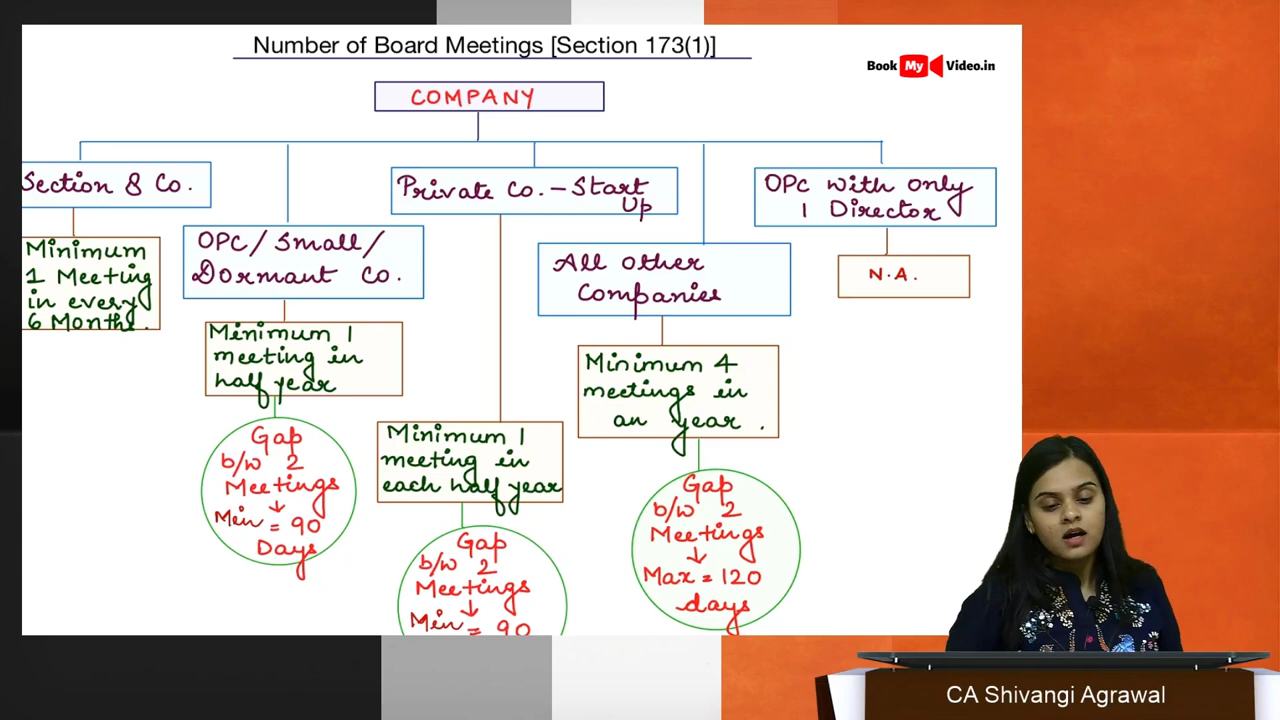 Number of Board Meetings [Section 173(1)]
Book My Video.in
COMPANY
Section 8 Co.
Minimum
1 Meeting
in every
6 Months.
OPC/Small/
Dormant Co.
Minimum 1
meeting in
half year
Gap
b/w 2
Meetings
↓
Min = 90
Days
Private Co. - Start
Up
Minimum 1
meeting in
each half year
Gap
b/w 2
Meetings
↓
Min = 90
All other
Companies
Minimum 4
meetings in
an year.
Gap
b/w 2
Meetings
↓
Max = 120
days
OPC with only
1 Director
N.A.
CA Shivangi Agrawal